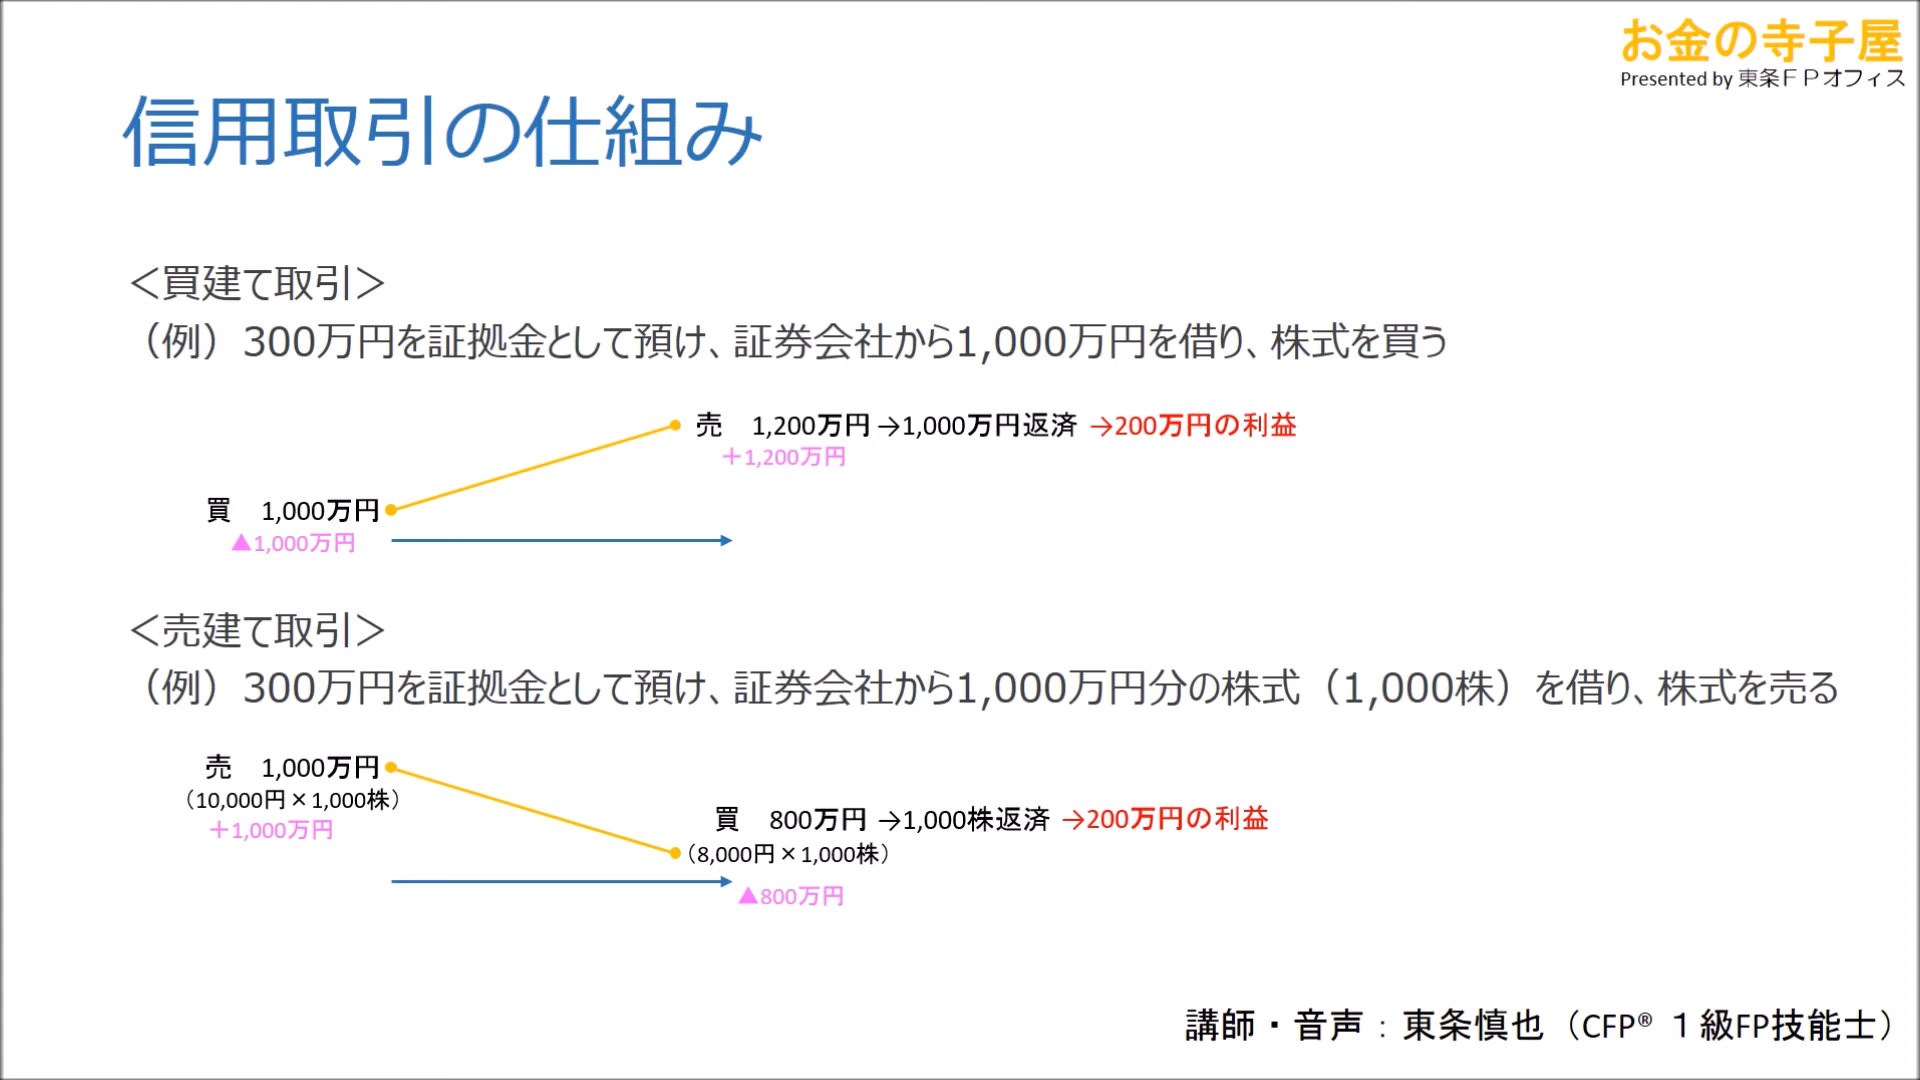 お金の寺子屋
Presented by 東条ＦＰオフィス
信用取引の仕組み
＜買建て取引＞
（例）300万円を証拠金として預け、証券会社から1,000万円を借り、株式を買う
売　1,200万円 →1,000万円返済 →200万円の利益
＋1,200万円
買　1,000万円
▲1,000万円
＜売建て取引＞
（例）300万円を証拠金として預け、証券会社から1,000万円分の株式（1,000株）を借り、株式を売る
売　1,000万円
（10,000円×1,000株）
＋1,000万円
買　800万円 →1,000株返済 →200万円の利益
（8,000円×1,000株）
▲800万円
講師・音声：東条慎也（CFP® １級FP技能士）